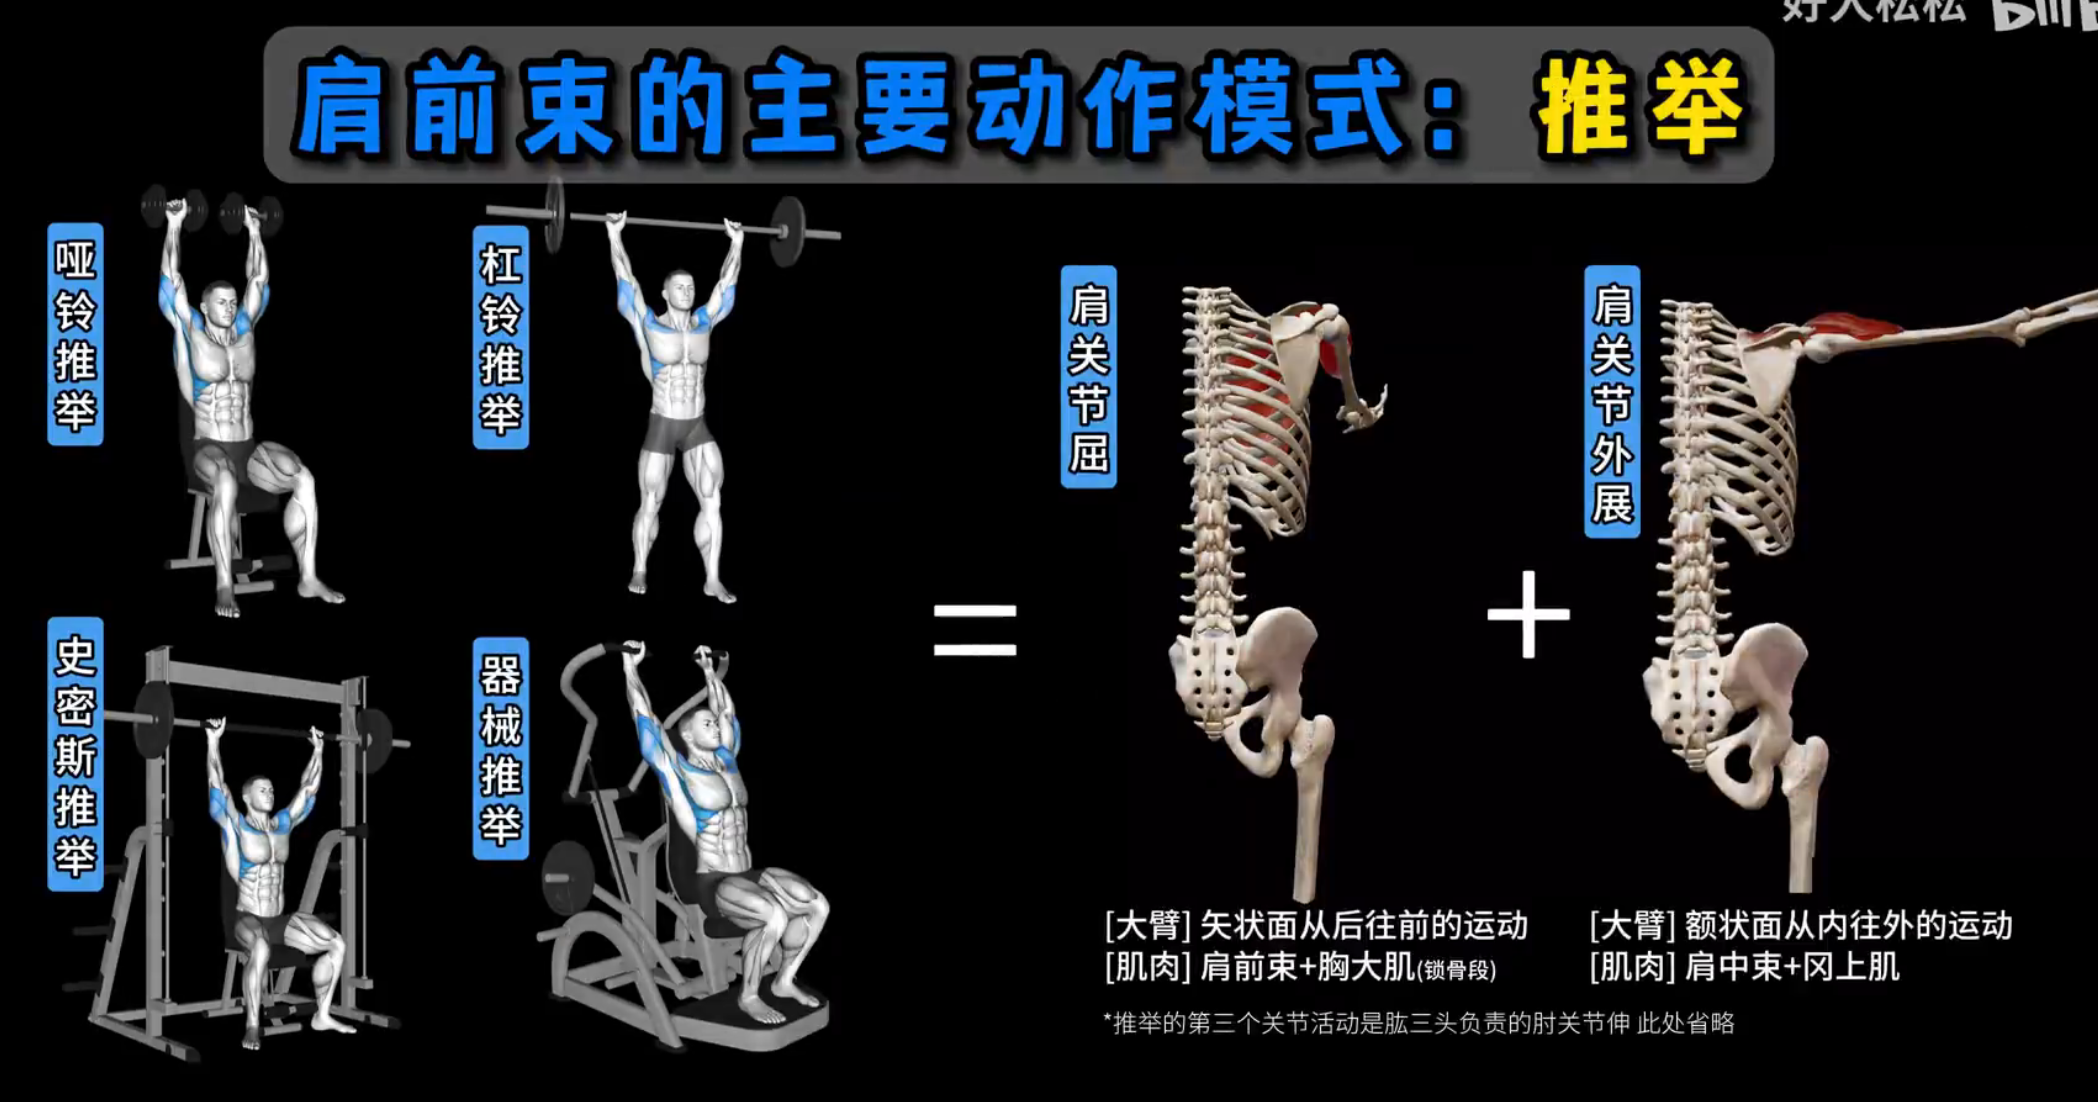 好人松松
肩前束的主要动作模式：推举
哑铃推举
杠铃推举
肩关节屈
肩关节外展
史密斯推举
器械推举
=
+
[大臂] 矢状面从后往前的运动
[肌肉] 肩前束+胸大肌(锁骨段)
[大臂] 额状面从内往外的运动
[肌肉] 肩中束+冈上肌
*推举的第三个关节活动是肱三头负责的肘关节伸 此处省略